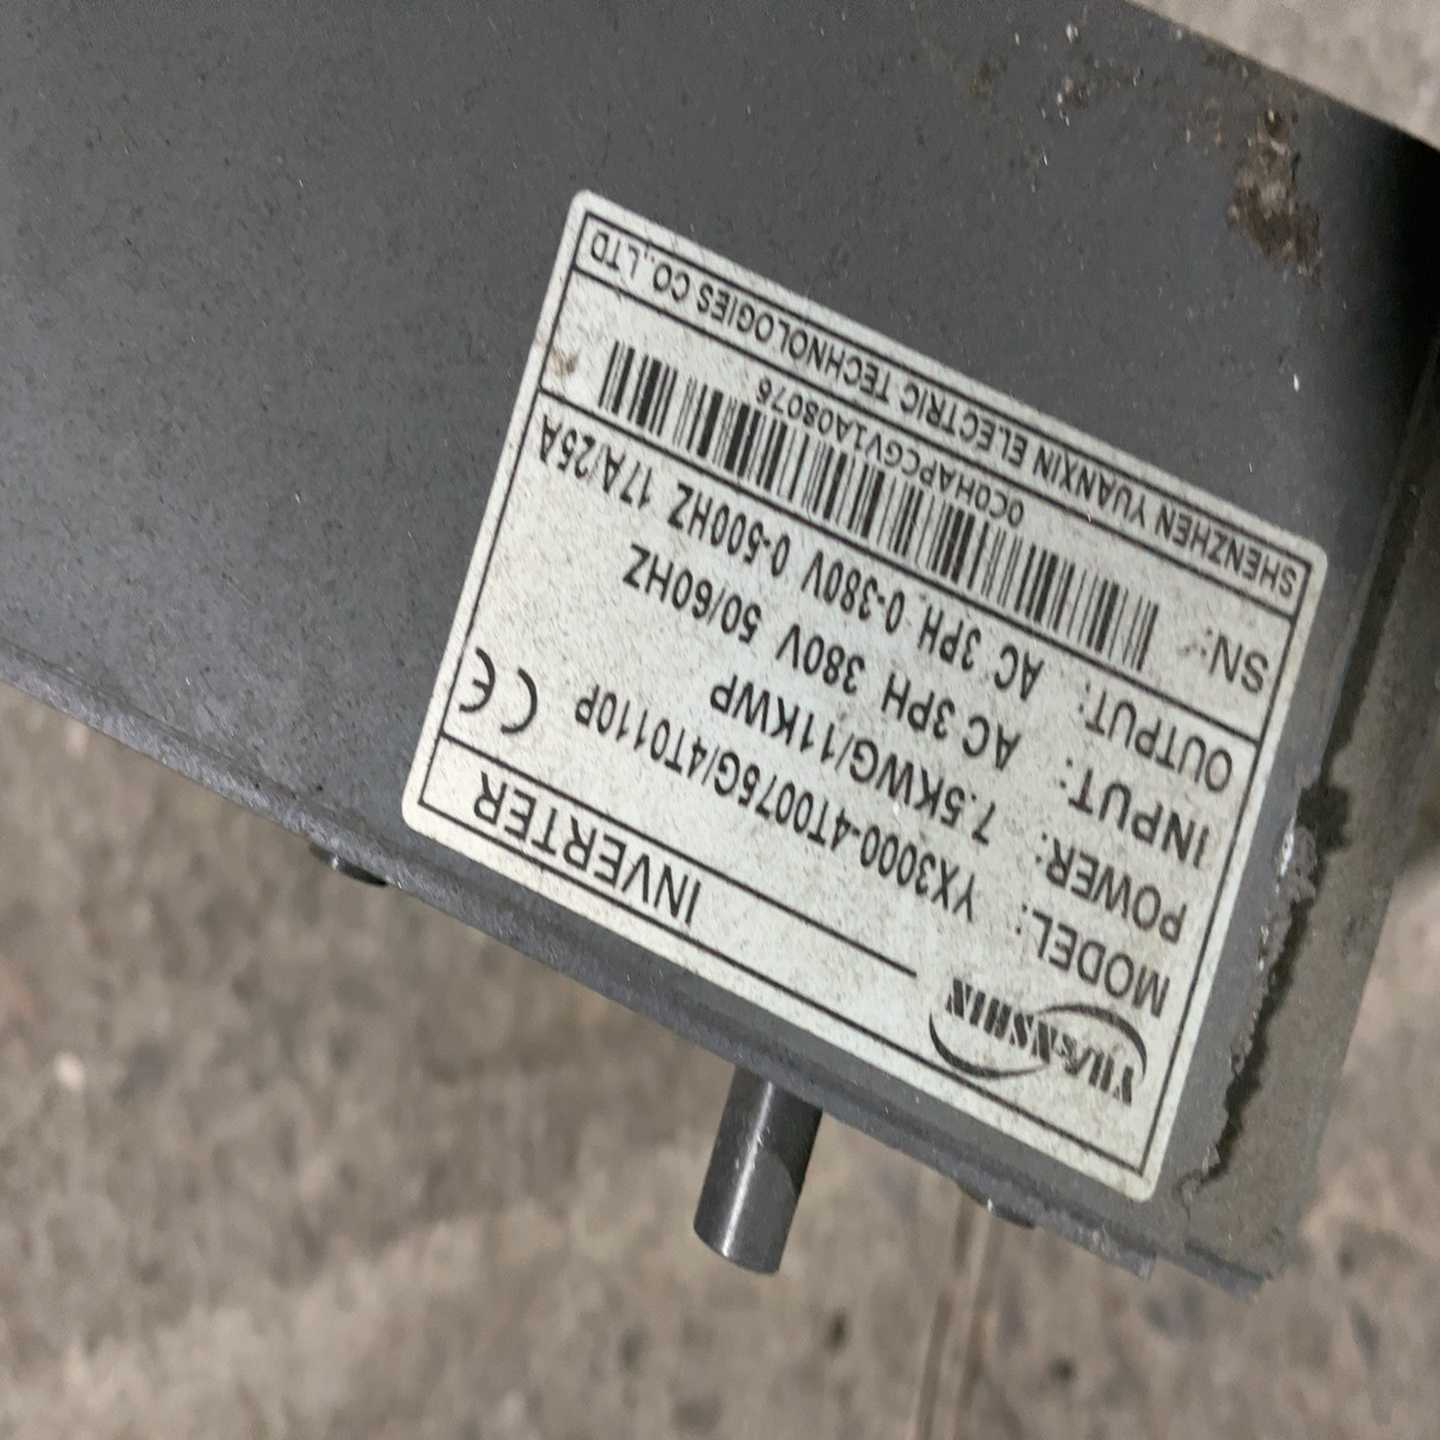 YUANSHIN
INVERTER
MODEL: YX3000-4T0075G/4T0110P
POWER: 7.5KWG/11KWP
INPUT: AC 3PH 380V 50/60HZ
OUTPUT: AC 3PH 0-380V 0-500HZ 17A/25A
SN:
0C0HAPCGV1A08076
SHENZHEN YUANXIN ELECTRIC TECHNOLOGIES CO.,LTD
CE